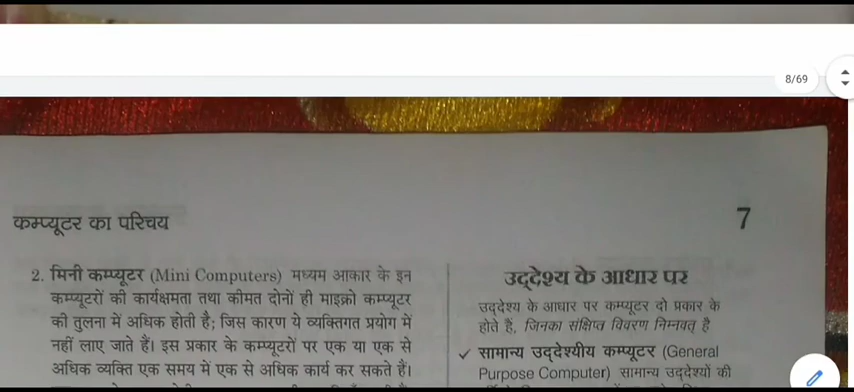 8/69
कम्प्यूटर का परिचय
7
2. मिनी कम्प्यूटर (Mini Computers) मध्यम आकार के इन
कम्प्यूटरों की कार्यक्षमता तथा कीमत दोनों ही माइक्रो कम्प्यूटर
की तुलना में अधिक होती है; जिस कारण ये व्यक्तिगत प्रयोग में
नहीं लाए जाते हैं। इस प्रकार के कम्प्यूटरों पर एक या एक से
अधिक व्यक्ति एक समय में एक से अधिक कार्य कर सकते हैं।
उद्देश्य के आधार पर
उद्देश्य के आधार पर कम्प्यूटर दो प्रकार के
होते हैं, जिनका संक्षिप्त विवरण निम्नवत् है
✓ सामान्य उद्देश्यीय कम्प्यूटर (General
Purpose Computer) सामान्य उद्देश्यों की